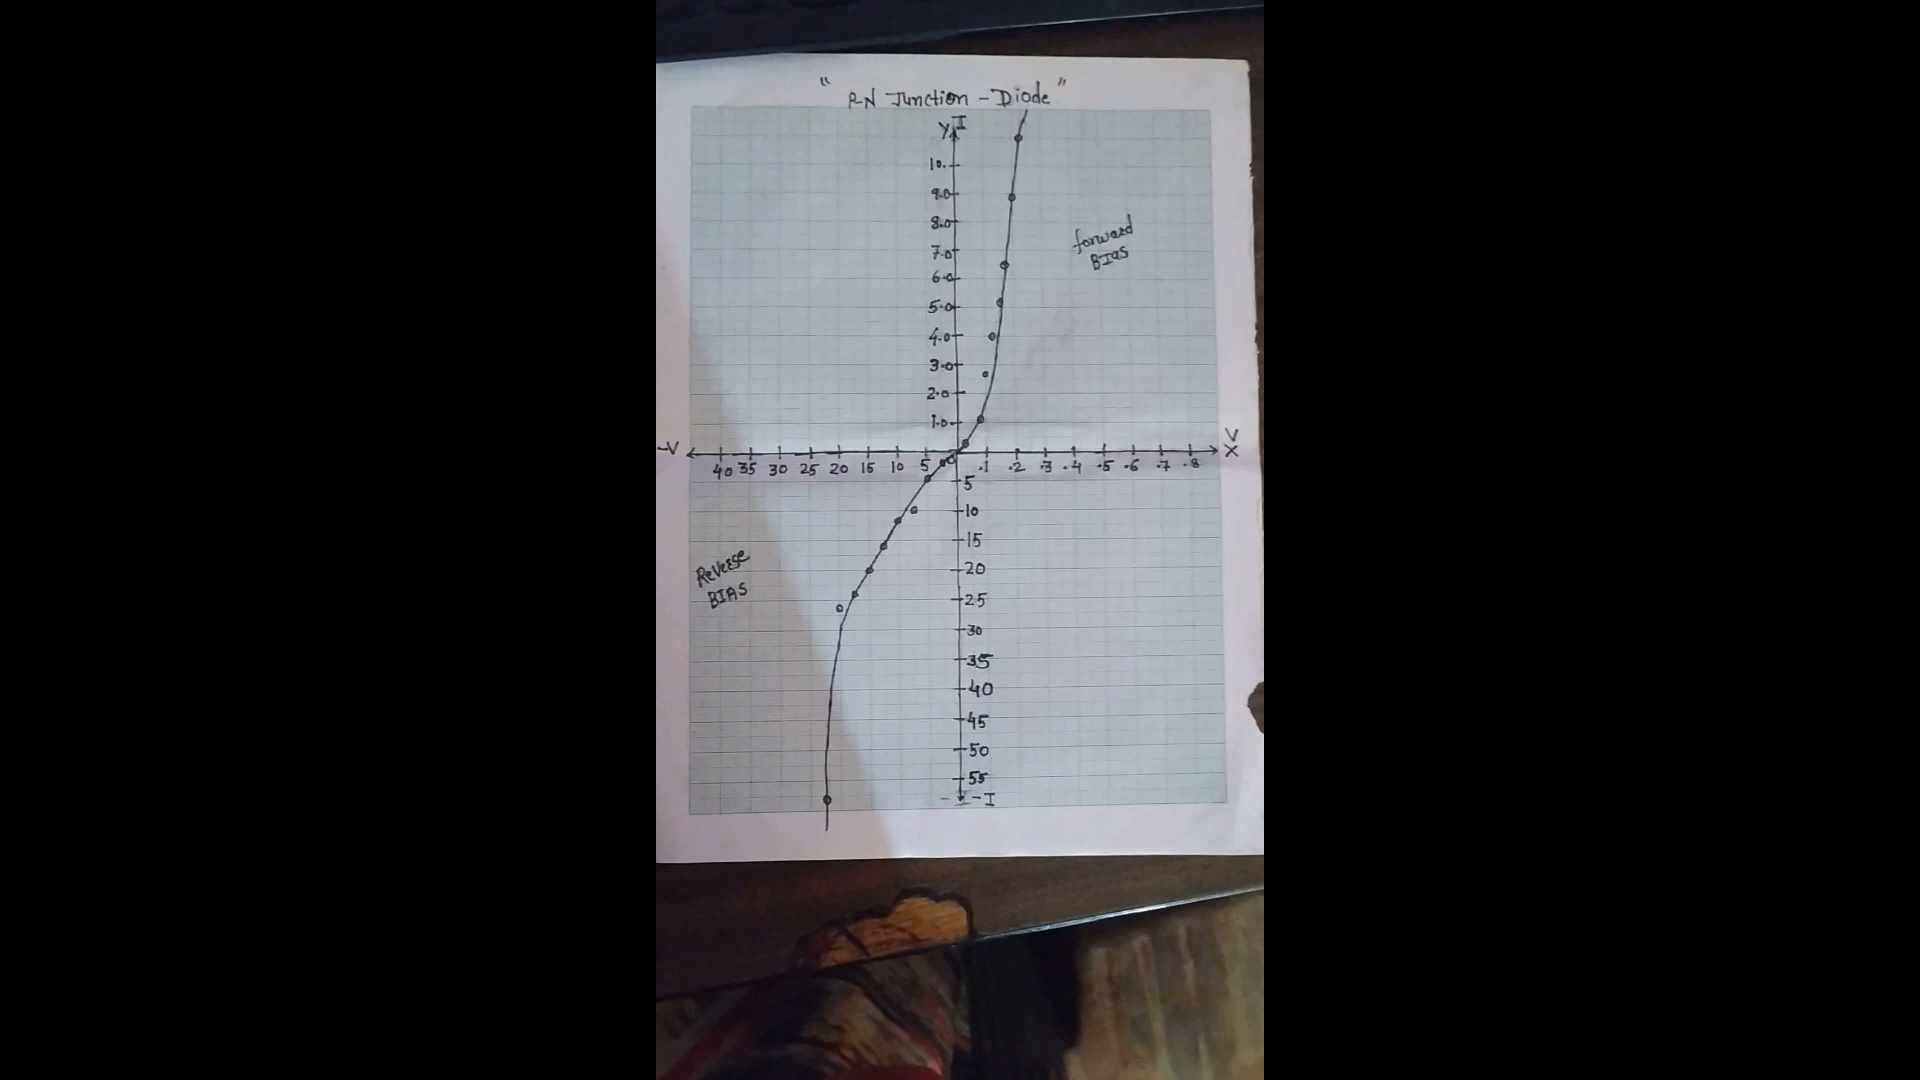 " P-N Junction - Diode "
Y I
10.
9.0
8.0
7.0
6.0
5.0
4.0
3.0
2.0
1.0
forward
BIas
-V 40 35 30 25 20 15 10 5 .1 .2 .3 .4 .5 .6 .7 .8 X V
5
10
15
20
25
30
35
40
45
50
55
- I - I
Reverse
BIAS